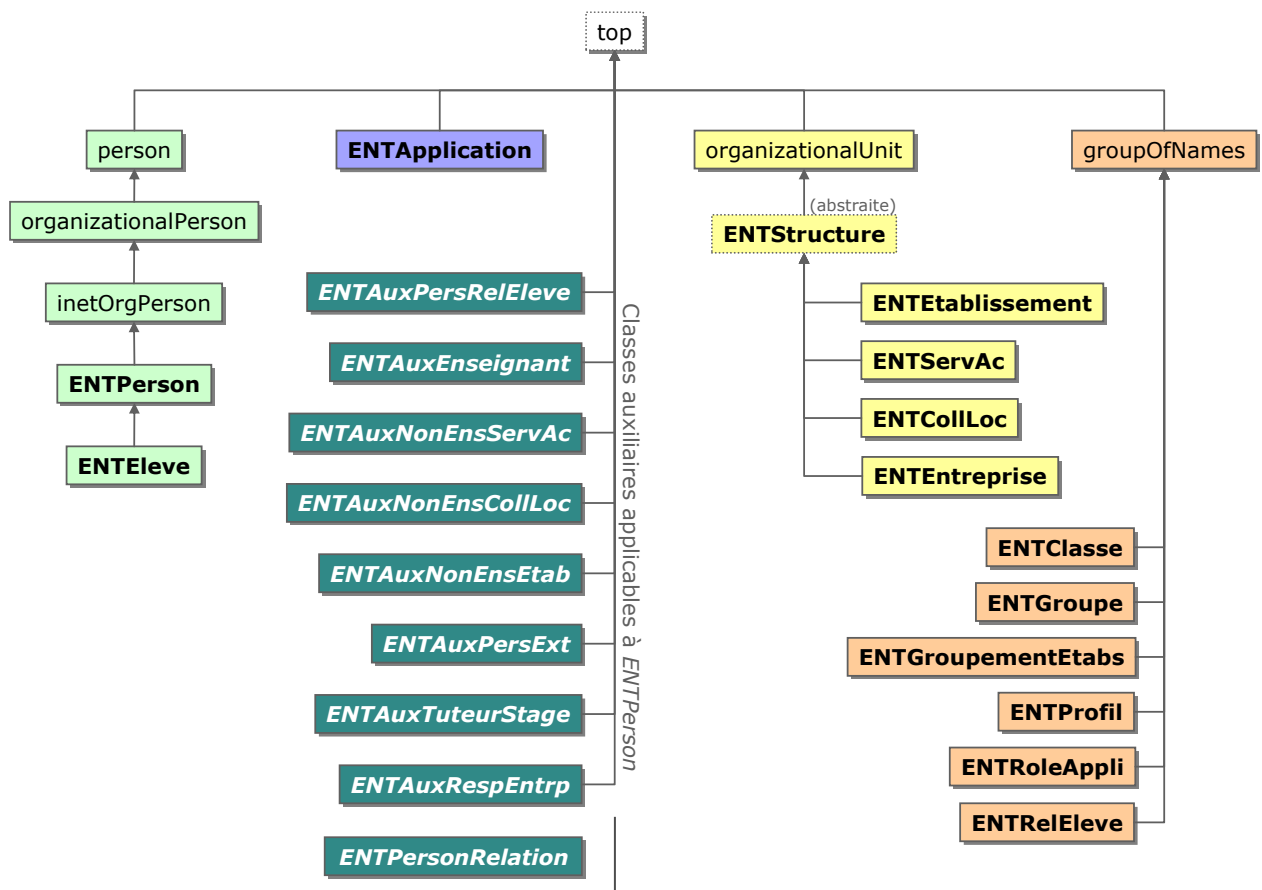 top
person
ENTApplication
organizationalUnit
groupOfNames
organizationalPerson
(abstraite)
ENTStructure
inetOrgPerson
ENTPerson
ENTEleve
ENTAuxPersRelEleve
ENTAuxEnseignant
ENTAuxNonEnsServAc
ENTAuxNonEnsCollLoc
ENTAuxNonEnsEtab
ENTAuxPersExt
ENTAuxTuteurStage
ENTAuxRespEntrp
ENTPersonRelation
Classes auxiliaires applicables à ENTPerson
ENTEtablissement
ENTServAc
ENTCollLoc
ENTEntreprise
ENTClasse
ENTGroupe
ENTGroupementEtabs
ENTProfil
ENTRoleAppli
ENTRelEleve